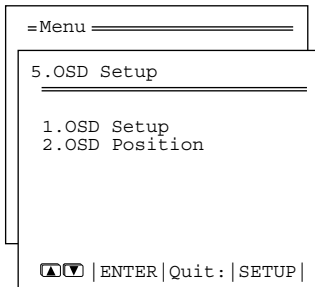 =Menu
5.OSD Setup
1.OSD Setup
2.OSD Position
▲▼ |ENTER|Quit:|SETUP|